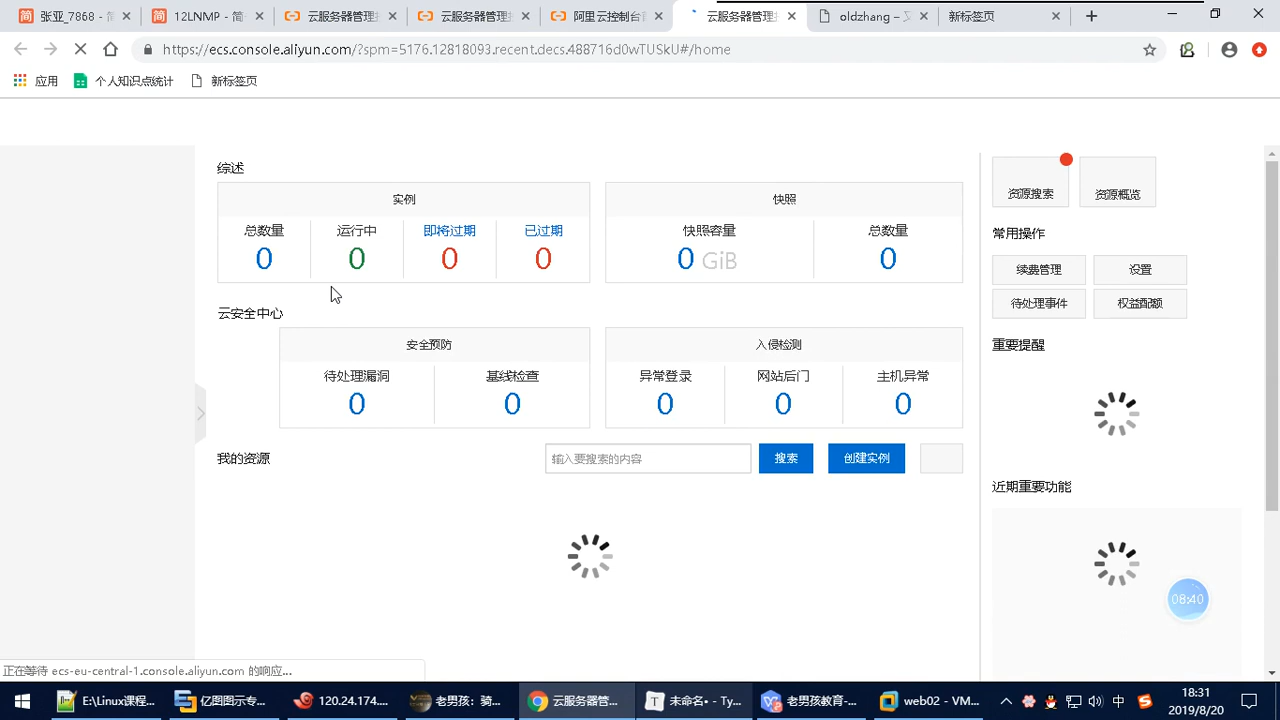 张亚_7868 - 简
12LNMP - 简
云服务器管理
云服务器管理
阿里云控制台
云服务器管理
oldzhang –
新标签页
https://ecs.console.aliyun.com/?spm=5176.12818093.recent.decs.488716d0wTUSkU#/home
应用
个人知识点统计
新标签页
综述
实例
快照
总数量
运行中
即将过期
已过期
快照容量
总数量
0
0
0
0
0 GiB
0
云安全中心
安全预防
入侵检测
待处理漏洞
基线检查
异常登录
网站后门
主机异常
0
0
0
0
0
我的资源
输入要搜索的内容
搜索
创建实例
资源搜索
资源概览
常用操作
续费管理
设置
待处理事件
权益配额
重要提醒
近期重要功能
08:40
正在等待 ecs-eu-central-1.console.aliyun.com 的响应...
E:\Linux课程...
亿图图示专...
120.24.174....
老男孩：骑...
云服务器管...
未命名• - Ty...
老男孩教育-...
web02 - VM...
中
18:31
2019/8/20